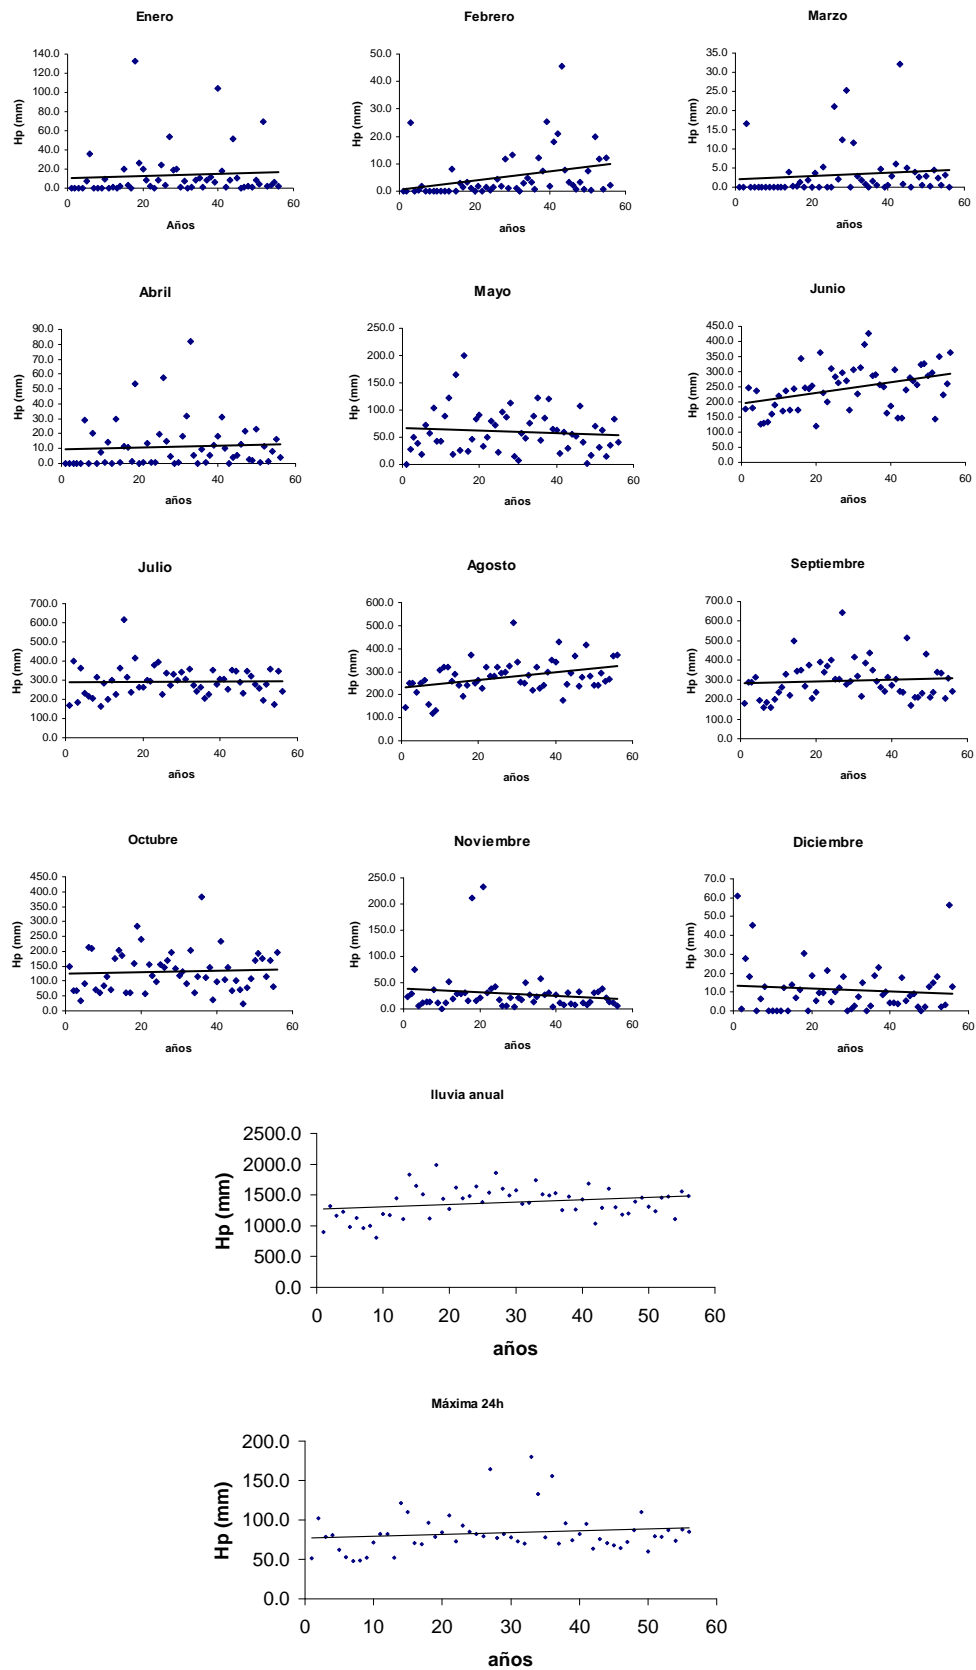 Enero
140.0
120.0
100.0
80.0
60.0
40.0
20.0
0.0
Hp (mm)
0 20 40 60
Años
Febrero
50.0
40.0
30.0
20.0
10.0
0.0
Hp (mm)
0 20 40 60
años
Marzo
35.0
30.0
25.0
20.0
15.0
10.0
5.0
0.0
Hp (mm)
0 20 40 60
años
Abril
90.0
80.0
70.0
60.0
50.0
40.0
30.0
20.0
10.0
0.0
Hp (mm)
0 20 40 60
años
Mayo
250.0
200.0
150.0
100.0
50.0
0.0
Hp (mm)
0 20 40 60
años
Junio
450.0
400.0
350.0
300.0
250.0
200.0
150.0
100.0
50.0
0.0
Hp (mm)
0 20 40 60
años
Julio
700.0
600.0
500.0
400.0
300.0
200.0
100.0
0.0
Hp (mm)
0 20 40 60
años
Agosto
600.0
500.0
400.0
300.0
200.0
100.0
0.0
Hp (mm)
0 20 40 60
años
Septiembre
700.0
600.0
500.0
400.0
300.0
200.0
100.0
0.0
Hp (mm)
0 20 40 60
años
Octubre
450.0
400.0
350.0
300.0
250.0
200.0
150.0
100.0
50.0
0.0
Hp (mm)
0 20 40 60
años
Noviembre
250.0
200.0
150.0
100.0
50.0
0.0
Hp (mm)
0 20 40 60
años
Diciembre
70.0
60.0
50.0
40.0
30.0
20.0
10.0
0.0
Hp (mm)
0 20 40 60
años
lluvia anual
2500.0
2000.0
1500.0
1000.0
500.0
0.0
Hp (mm)
0 10 20 30 40 50 60
años
Máxima 24h
200.0
150.0
100.0
50.0
0.0
Hp (mm)
0 10 20 30 40 50 60
años